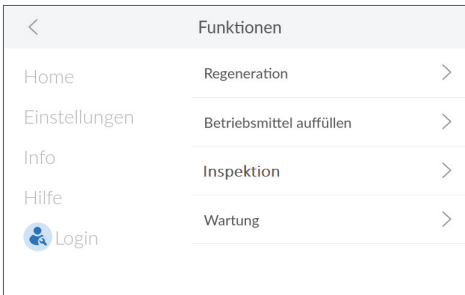 Funktionen
Home
Einstellungen
Info
Hilfe
Login
Regeneration
Betriebsmittel auffüllen
Inspektion
Wartung